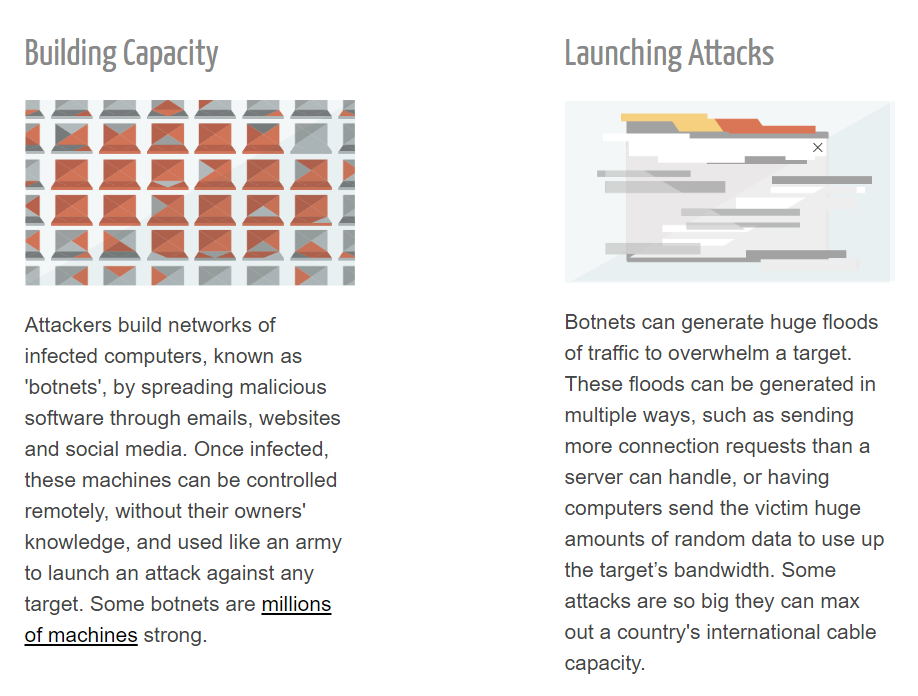 Building Capacity
Attackers build networks of
infected computers, known as
'botnets', by spreading malicious
software through emails, websites
and social media. Once infected,
these machines can be controlled
remotely, without their owners'
knowledge, and used like an army
to launch an attack against any
target. Some botnets are millions
of machines strong.
Launching Attacks
Botnets can generate huge floods
of traffic to overwhelm a target.
These floods can be generated in
multiple ways, such as sending
more connection requests than a
server can handle, or having
computers send the victim huge
amounts of random data to use up
the target’s bandwidth. Some
attacks are so big they can max
out a country's international cable
capacity.